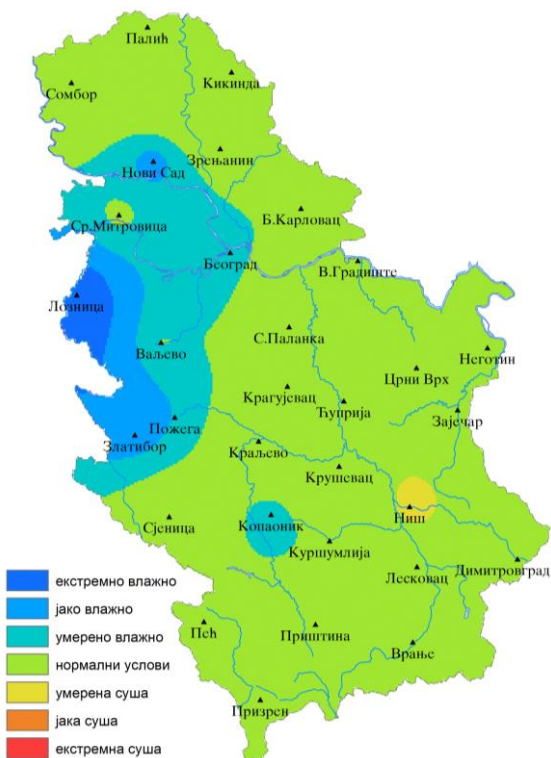 Палић
Кикинда
Сомбор
Зрењанин
Нови Сад
Б.Карловац
Ср.Митровица
Београд
В.Градиште
Лозница
С.Паланка
Ваљево
Неготин
Црни Врх
Крагујевац
Ћуприја
Зајечар
Пожега
Златибор
Краљево
Крушевац
Ниш
Сјеница
Копаоник
Куршумлија
Димитровград
Лесковац
Пећ
Приштина
Врање
Призрен
екстремно влажно
јако влажно
умерено влажно
нормални услови
умерена суша
јака суша
екстремна суша